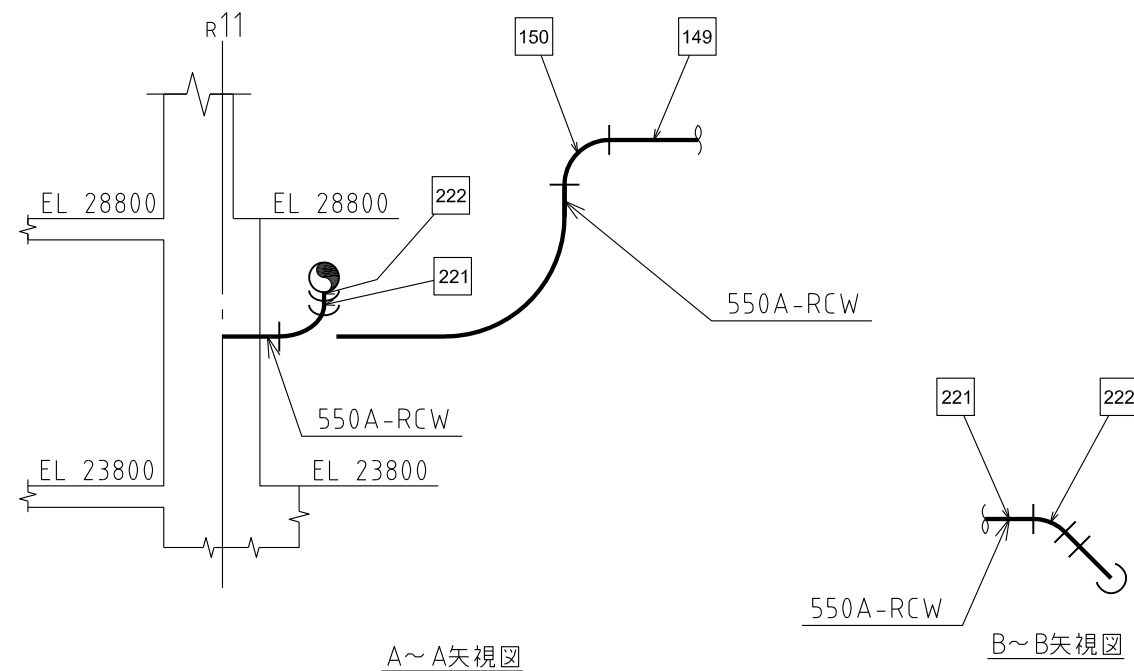 R11
150
149
EL 28800
EL 28800
222
221
550A-RCW
550A-RCW
EL 23800
EL 23800
221
222
550A-RCW
A～A矢視図
B～B矢視図